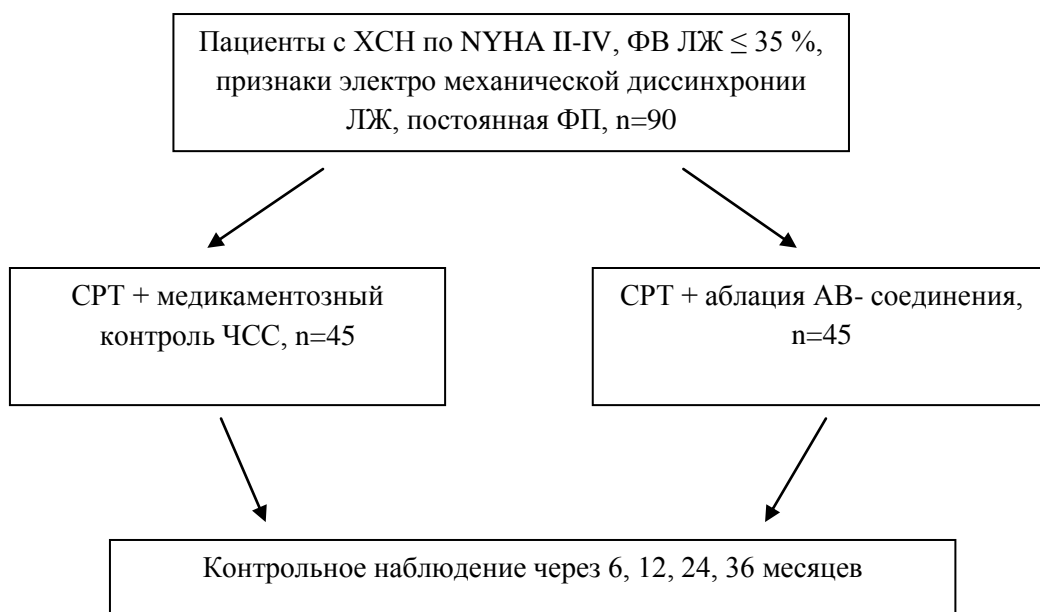 Пациенты с ХСН по NYHA II-IV, ФВ ЛЖ ≤ 35 %,
признаки электро механической диссинхронии
ЛЖ, постоянная ФП, n=90
СРТ + медикаментозный
контроль ЧСС, n=45
СРТ + аблация АВ- соединения,
n=45
Контрольное наблюдение через 6, 12, 24, 36 месяцев